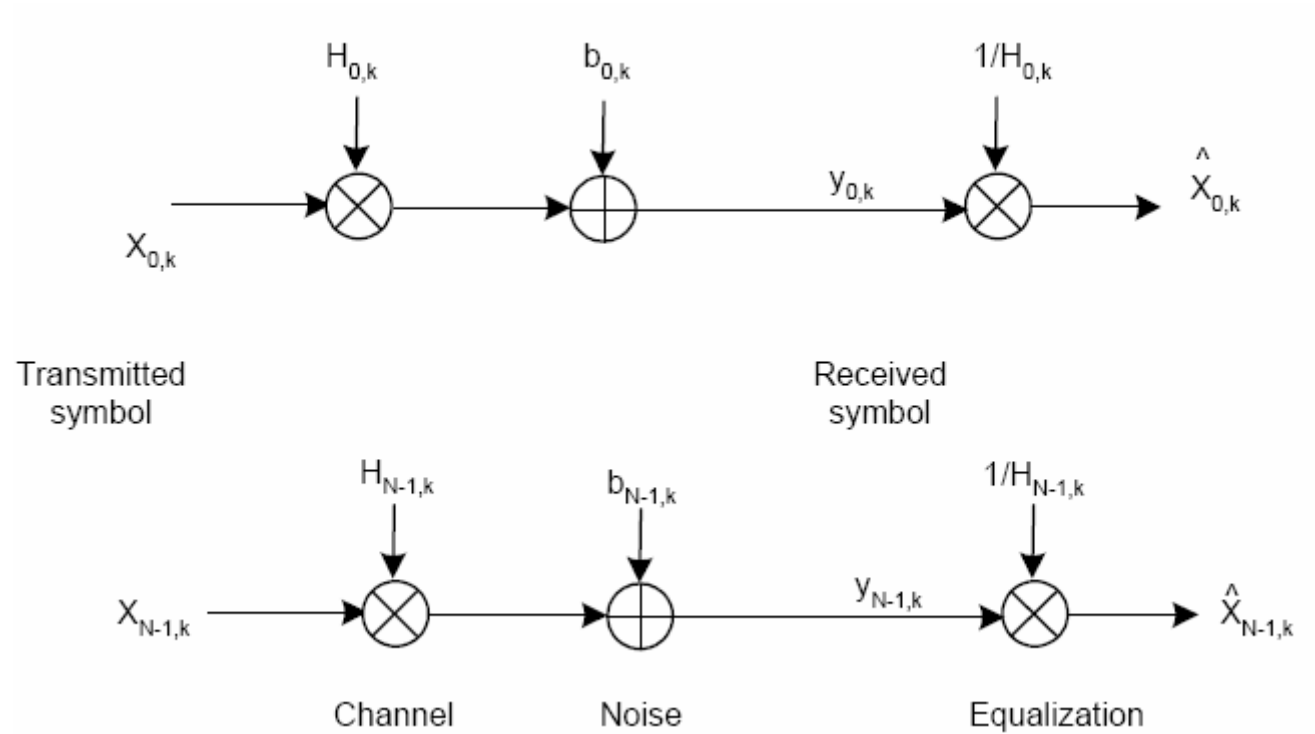 H0,k
b0,k
1/H0,k
X0,k
y0,k
^
X0,k
Transmitted
symbol
Received
symbol
HN-1,k
bN-1,k
1/HN-1,k
XN-1,k
yN-1,k
^
XN-1,k
Channel
Noise
Equalization